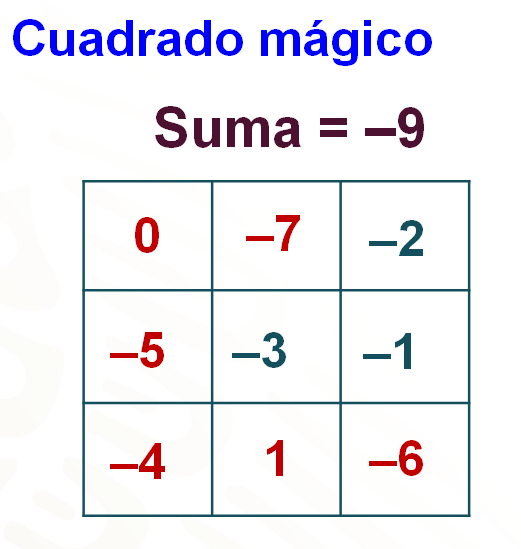 Cuadrado mágico
Suma = –9
0 –7 –2
–5 –3 –1
–4 1 –6